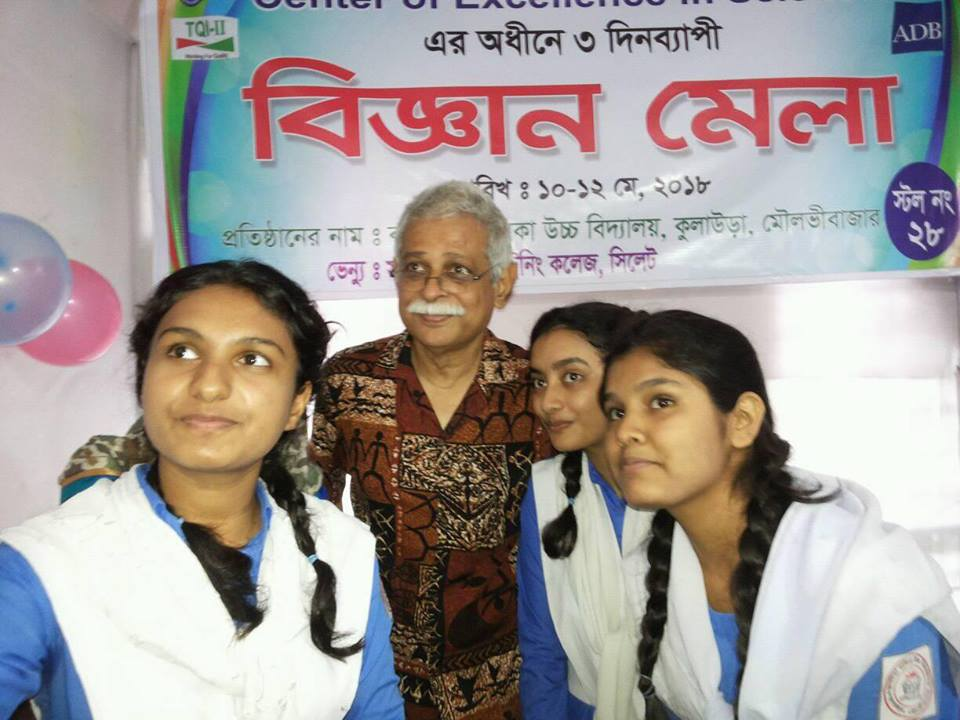 Center of Excellence in
TQI-II
এর অধীনে ৩ দিনব্যাপী
ADB
বিজ্ঞান মেলা
১০-১২ মে, ২০১৮
স্টল নং
২৮
প্রতিষ্ঠানের নাম ঃ উচ্চ বিদ্যালয়, কুলাউড়া, মৌলভীবাজার
ভেন্যু ঃ কলেজ, সিলেট